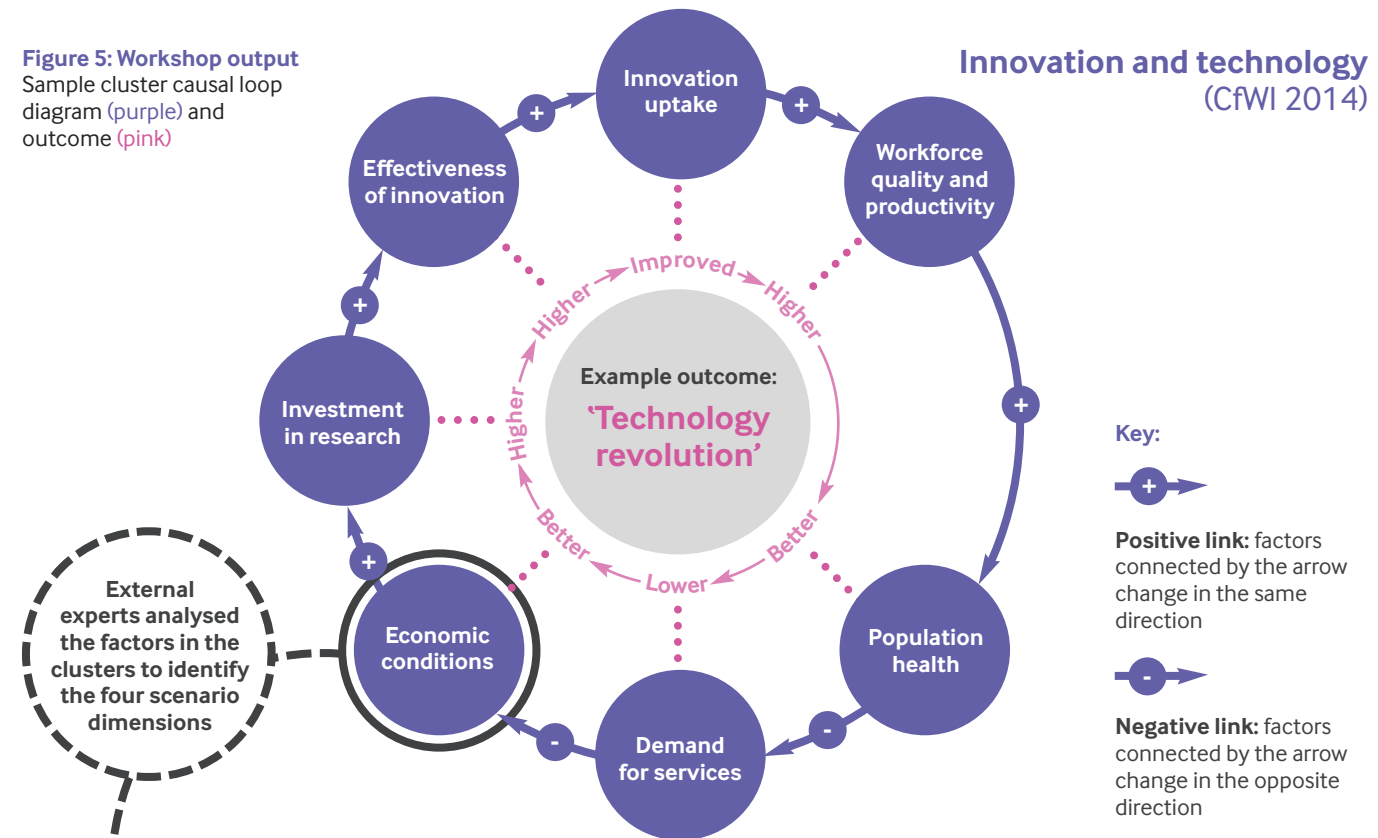 Figure 5: Workshop output
Sample cluster causal loop
diagram (purple) and
outcome (pink)
Innovation and technology
(CfWI 2014)
Innovation
uptake
+
+
Effectiveness
of innovation
Workforce
quality and
productivity
+
+
Investment
in research
+
Economic
conditions
-
Demand
for services
-
Population
health
Improved
Higher
Better
Lower
Better
Higher
Higher
Example outcome:
‘Technology
revolution’
External
experts analysed
the factors in the
clusters to identify
the four scenario
dimensions
Key:
+
Positive link: factors
connected by the arrow
change in the same
direction
-
Negative link: factors
connected by the arrow
change in the opposite
direction